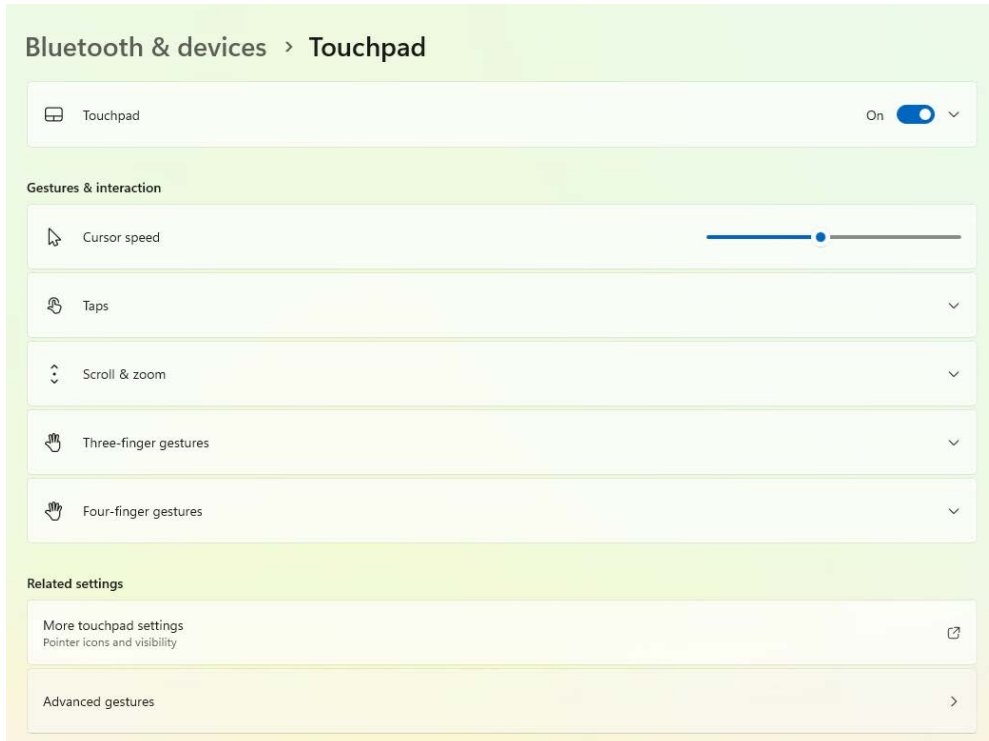 Bluetooth & devices › Touchpad
Touchpad
On
Gestures & interaction
Cursor speed
Taps
Scroll & zoom
Three-finger gestures
Four-finger gestures
Related settings
More touchpad settings
Pointer icons and visibility
Advanced gestures